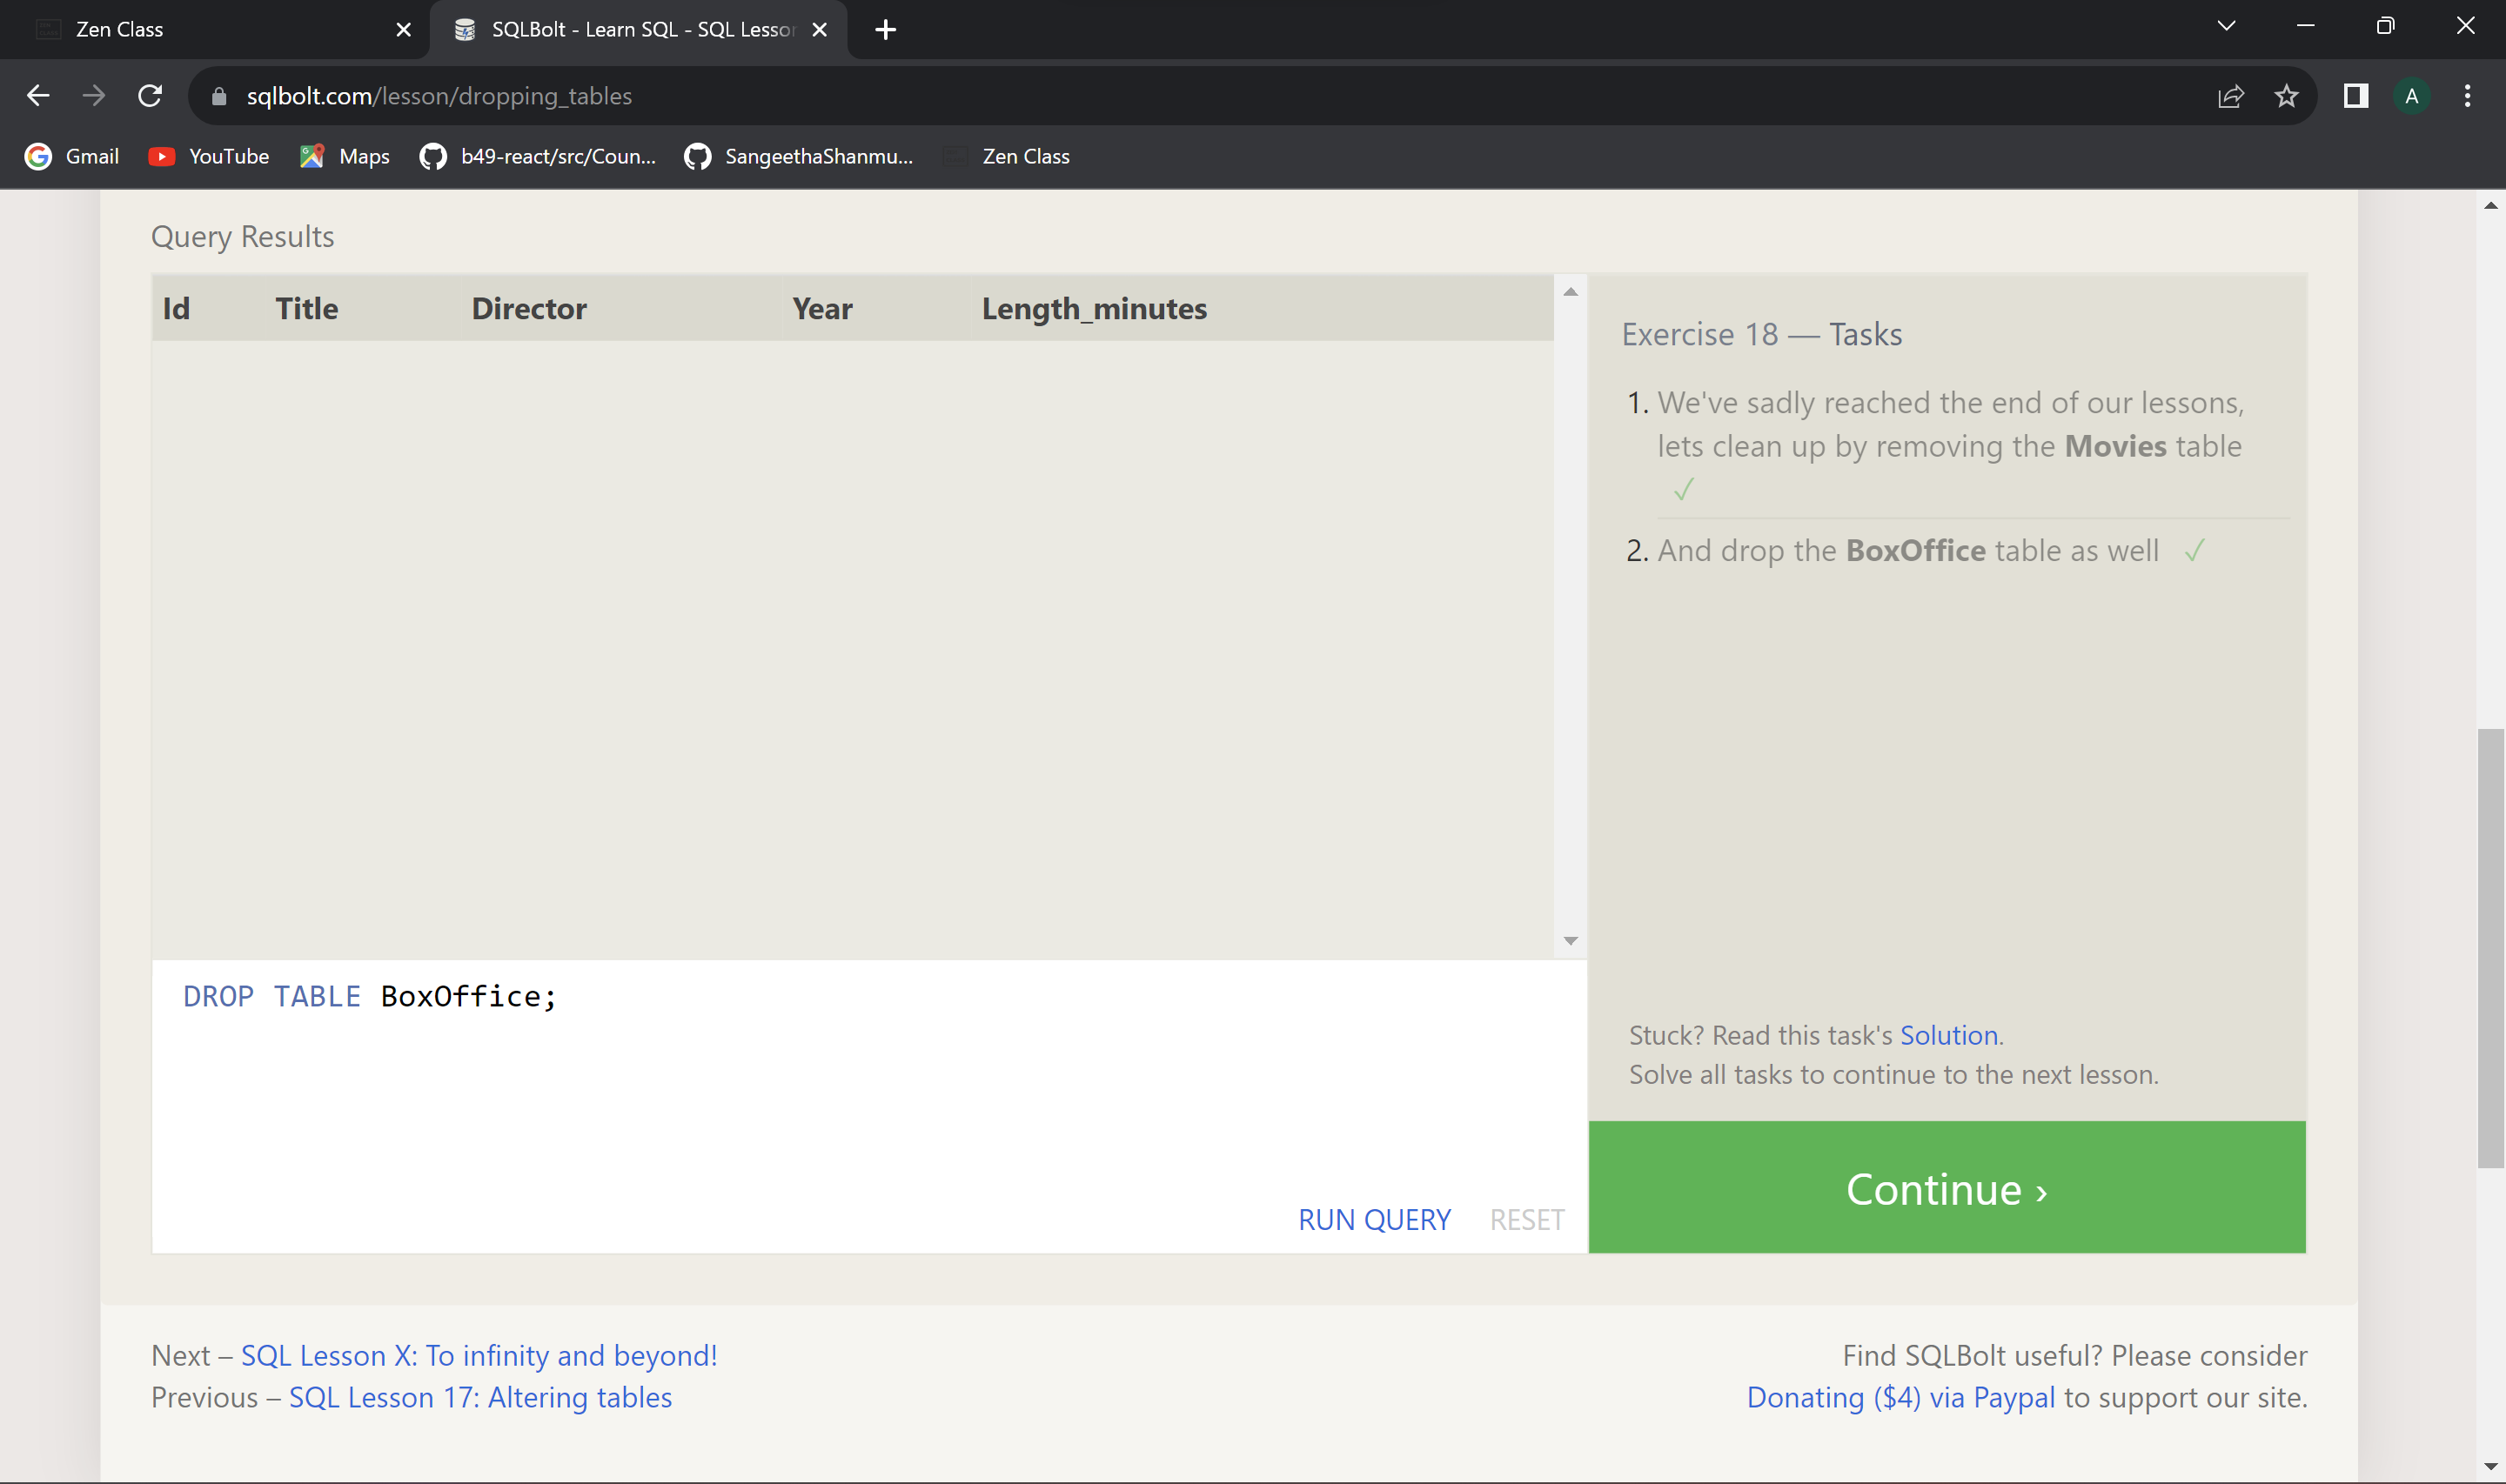 Zen Class
SQLBolt - Learn SQL - SQL Lesson
sqlbolt.com/lesson/dropping_tables
A
Gmail
YouTube
Maps
b49-react/src/Coun...
SangeethaShanmu...
Zen Class
Query Results
Id Title Director Year Length_minutes
Exercise 18 — Tasks
1. We've sadly reached the end of our lessons,
lets clean up by removing the Movies table
✓
2. And drop the BoxOffice table as well ✓
DROP TABLE BoxOffice;
Stuck? Read this task's Solution.
Solve all tasks to continue to the next lesson.
RUN QUERY RESET
Continue ›
Next – SQL Lesson X: To infinity and beyond!
Previous – SQL Lesson 17: Altering tables
Find SQLBolt useful? Please consider
Donating ($4) via Paypal to support our site.